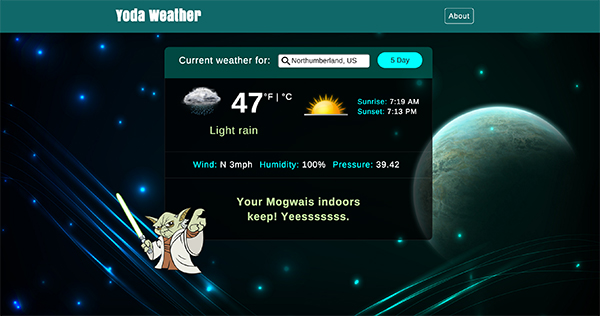 Yoda Weather
About
Current weather for: Northumberland, US 5 Day
47°F | °C
Light rain
Sunrise: 7:19 AM
Sunset: 7:13 PM
Wind: N 3mph Humidity: 100% Pressure: 39.42
Your Mogwais indoors
keep! Yeesssssss.